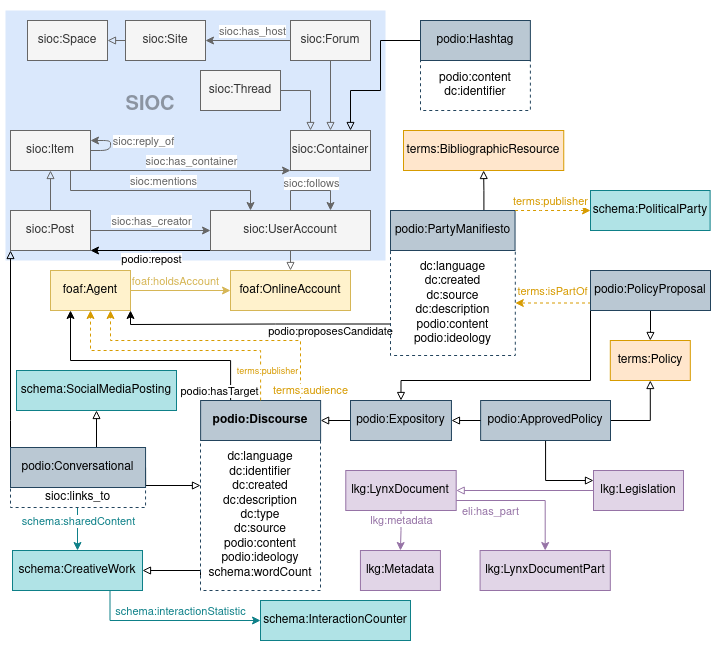 sioc:Space
sioc:Site
sioc:has_host
sioc:Forum
podio:Hashtag
podio:content
dc:identifier
sioc:Thread
SIOC
sioc:Item
sioc:reply_of
sioc:has_container
sioc:Container
terms:BibliographicResource
sioc:mentions
sioc:follows
terms:publisher
schema:PoliticalParty
sioc:Post
sioc:has_creator
sioc:UserAccount
podio:PartyManifiesto
podio:repost
dc:language
dc:created
dc:source
dc:description
podio:content
podio:ideology
foaf:Agent
foaf:holdsAccount
foaf:OnlineAccount
terms:isPartOf
podio:PolicyProposal
podio:proposesCandidate
terms:Policy
terms:publisher
schema:SocialMediaPosting
podio:hasTarget
terms:audience
podio:Discourse
podio:Expository
podio:ApprovedPolicy
dc:language
dc:identifier
dc:created
dc:description
dc:type
dc:source
podio:content
podio:ideology
schema:wordCount
podio:Conversational
sioc:links_to
schema:sharedContent
lkg:LynxDocument
lkg:Legislation
lkg:metadata
eli:has_part
schema:CreativeWork
lkg:Metadata
lkg:LynxDocumentPart
schema:interactionStatistic
schema:InteractionCounter